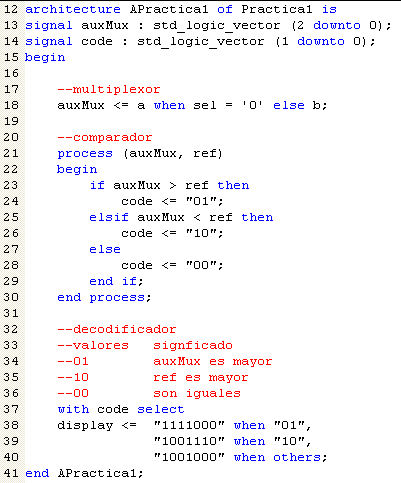 12 architecture APractica1 of Practica1 is
13 signal auxMux : std_logic_vector (2 downto 0);
14 signal code : std_logic_vector (1 downto 0);
15 begin
16
17     --multiplexor
18     auxMux <= a when sel = '0' else b;
19
20     --comparador
21     process (auxMux, ref)
22     begin
23         if auxMux > ref then
24             code <= "01";
25         elsif auxMux < ref then
26             code <= "10";
27         else
28             code <= "00";
29         end if;
30     end process;
31
32     --decodificador
33     --valores   signficado
34     --01        auxMux es mayor
35     --10        ref es mayor
36     --00        son iguales
37     with code select
38     display <=  "1111000" when "01",
39                 "1001110" when "10",
40                 "1001000" when others;
41 end APractica1;